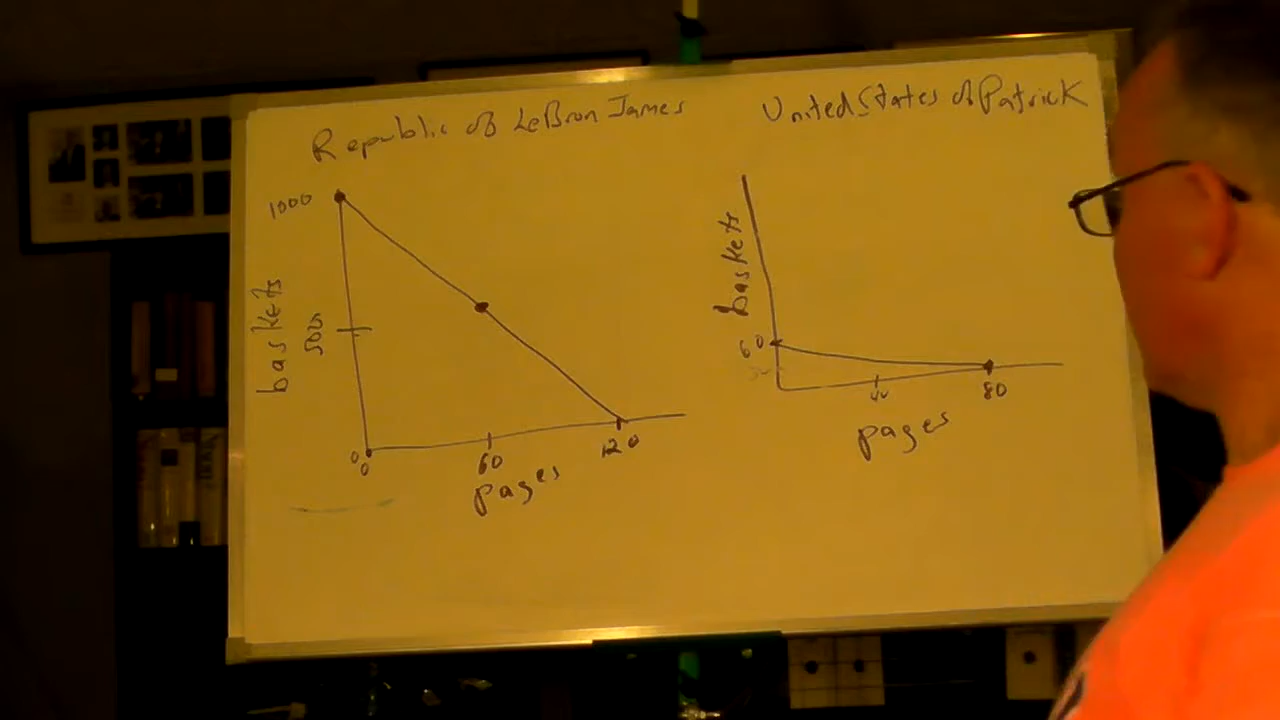 Republic of LeBron James
United States of Patrick
1000
baskets
500
0
0
60
120
pages
baskets
60
40
80
pages